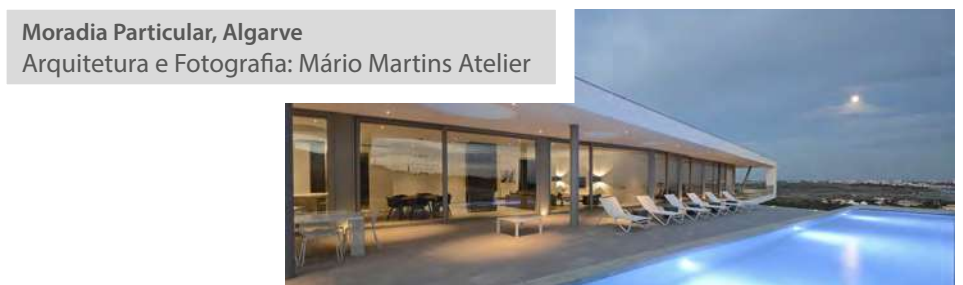 Moradia Particular, Algarve
Arquitetura e Fotografia: Mário Martins Atelier